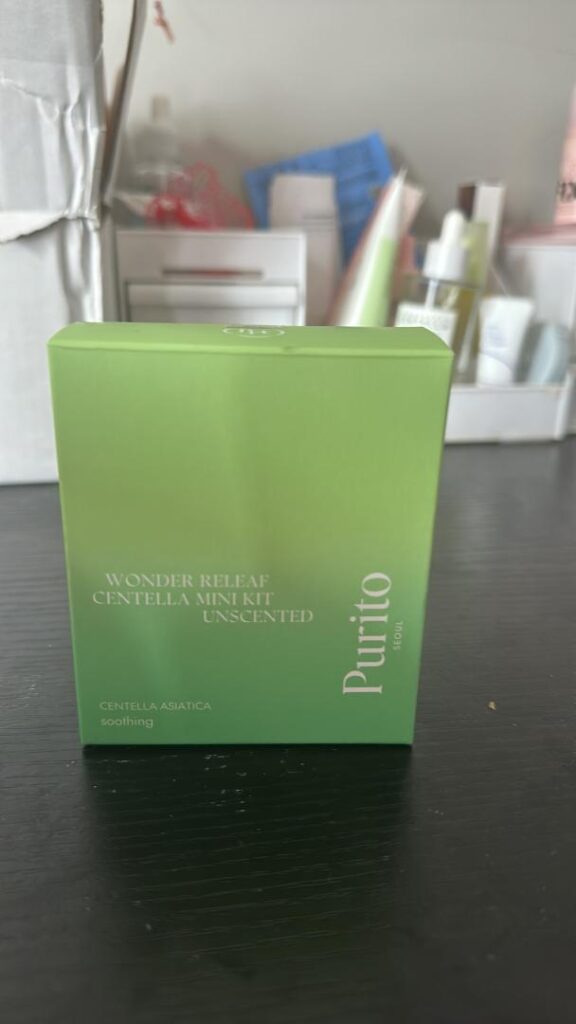 WONDER RELEAF
CENTELLA MINI KIT
UNSCENTED
Purito
SEOUL
CENTELLA ASIATICA
soothing